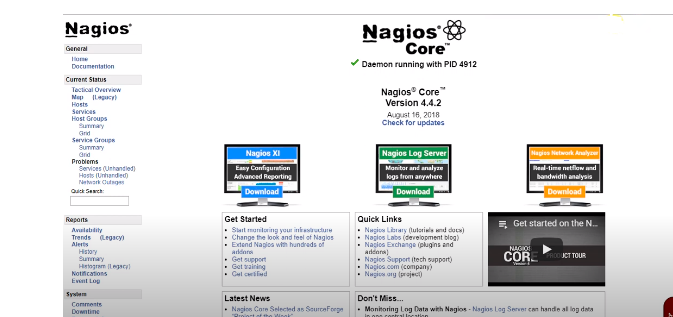 Nagios®
General
Home
Documentation
Current Status
Tactical Overview
Map (Legacy)
Hosts
Services
Host Groups
Summary
Grid
Service Groups
Summary
Grid
Problems
Services (Unhandled)
Hosts (Unhandled)
Network Outages
Quick Search:
Reports
Availability
Trends (Legacy)
Alerts
History
Summary
Histogram (Legacy)
Notifications
Event Log
System
Comments
Downtime
Nagios®
Core™
Daemon running with PID 4912
Nagios® Core™
Version 4.4.2
August 16, 2018
Check for updates
Nagios XI
Easy Configuration
Advanced Reporting
Download
Nagios Log Server
Monitor and analyze
logs from anywhere
Download
Nagios Network Analyzer
Real-time netflow and
bandwidth analysis
Download
Get Started
Start monitoring your infrastructure
Change the look and feel of Nagios
Extend Nagios with hundreds of
addons
Get support
Get training
Get certified
Quick Links
Nagios Library (tutorials and docs)
Nagios Labs (development blog)
Nagios Exchange (plugins and
addons)
Nagios Support (tech support)
Nagios.com (company)
Nagios.org (project)
Get started on the N...
NAGIOS
CORE
PRODUCT TOUR
Latest News
Nagios Core Selected as SourceForge
"Project of the Week"
Don't Miss...
Monitoring Log Data with Nagios - Nagios Log Server can handle all log
data in one central location